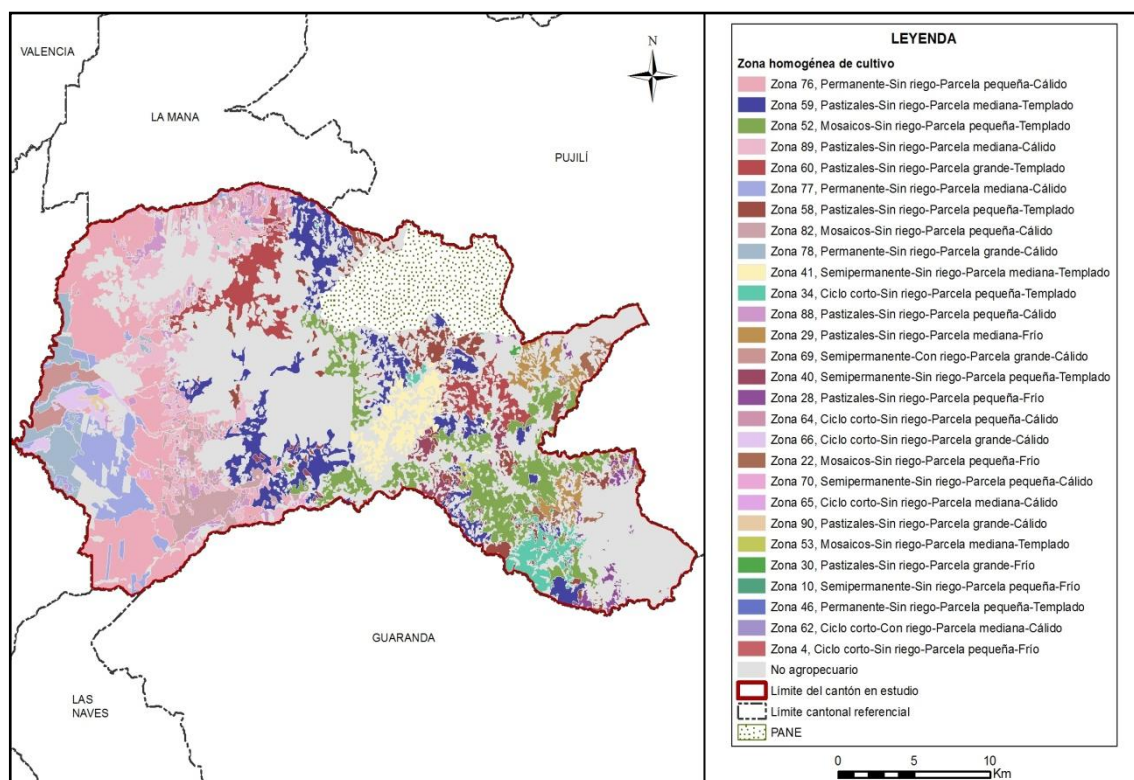 VALENCIA
N
LA MANA
PUJILÍ
GUARANDA
LAS
NAVES
LEYENDA
Zona homogénea de cultivo
Zona 76, Permanente-Sin riego-Parcela pequeña-Cálido
Zona 59, Pastizales-Sin riego-Parcela mediana-Templado
Zona 52, Mosaicos-Sin riego-Parcela pequeña-Templado
Zona 89, Pastizales-Sin riego-Parcela mediana-Cálido
Zona 60, Pastizales-Sin riego-Parcela grande-Templado
Zona 77, Permanente-Sin riego-Parcela mediana-Cálido
Zona 58, Pastizales-Sin riego-Parcela pequeña-Templado
Zona 82, Mosaicos-Sin riego-Parcela pequeña-Cálido
Zona 78, Permanente-Sin riego-Parcela grande-Cálido
Zona 41, Semipermanente-Sin riego-Parcela mediana-Templado
Zona 34, Ciclo corto-Sin riego-Parcela pequeña-Templado
Zona 88, Pastizales-Sin riego-Parcela pequeña-Cálido
Zona 29, Pastizales-Sin riego-Parcela mediana-Frío
Zona 69, Semipermanente-Con riego-Parcela grande-Cálido
Zona 40, Semipermanente-Sin riego-Parcela pequeña-Templado
Zona 28, Pastizales-Sin riego-Parcela pequeña-Frío
Zona 64, Ciclo corto-Sin riego-Parcela pequeña-Cálido
Zona 66, Ciclo corto-Sin riego-Parcela grande-Cálido
Zona 22, Mosaicos-Sin riego-Parcela pequeña-Frío
Zona 70, Semipermanente-Sin riego-Parcela pequeña-Cálido
Zona 65, Ciclo corto-Sin riego-Parcela mediana-Cálido
Zona 90, Pastizales-Sin riego-Parcela grande-Cálido
Zona 53, Mosaicos-Sin riego-Parcela mediana-Templado
Zona 30, Pastizales-Sin riego-Parcela grande-Frío
Zona 10, Semipermanente-Sin riego-Parcela pequeña-Frío
Zona 46, Permanente-Sin riego-Parcela pequeña-Templado
Zona 62, Ciclo corto-Con riego-Parcela mediana-Cálido
Zona 4, Ciclo corto-Sin riego-Parcela pequeña-Frío
No agropecuario
Límite del cantón en estudio
Límite cantonal referencial
PANE
0 5 10
Km